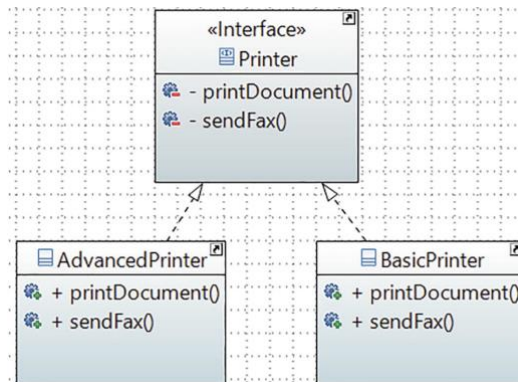 «Interface»
Printer
- printDocument()
- sendFax()
AdvancedPrinter
+ printDocument()
+ sendFax()
BasicPrinter
+ printDocument()
+ sendFax()